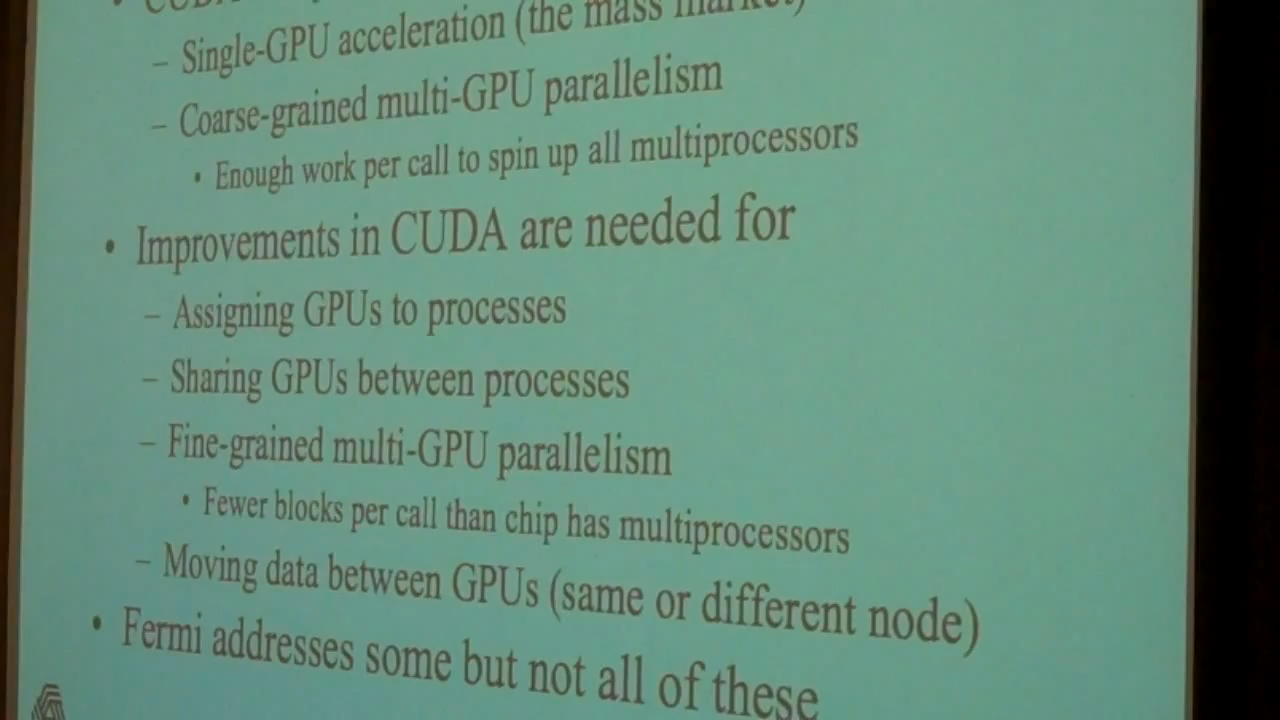 – Single-GPU acceleration (the mass market)
– Coarse-grained multi-GPU parallelism
• Enough work per call to spin up all multiprocessors
• Improvements in CUDA are needed for
– Assigning GPUs to processes
– Sharing GPUs between processes
– Fine-grained multi-GPU parallelism
• Fewer blocks per call than chip has multiprocessors
– Moving data between GPUs (same or different node)
• Fermi addresses some but not all of these